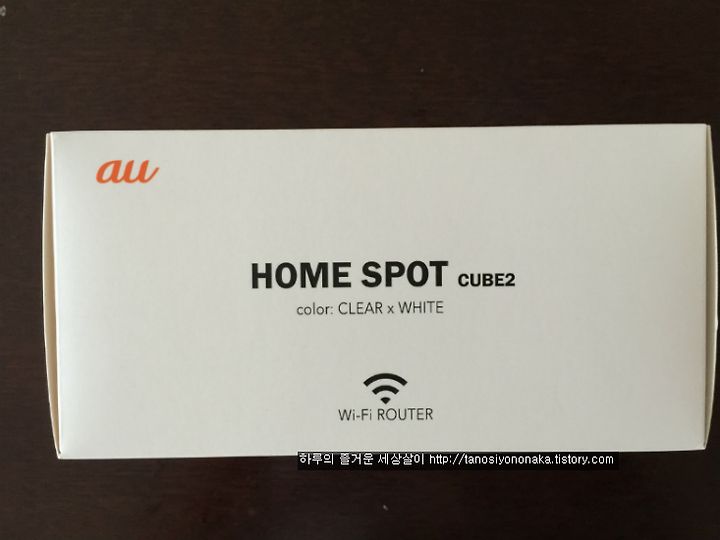 au
HOME SPOT CUBE2
color: CLEAR x WHITE
Wi-Fi ROUTER
하루의 즐거운 세상살이 http://tanosiyononaka.tistory.com